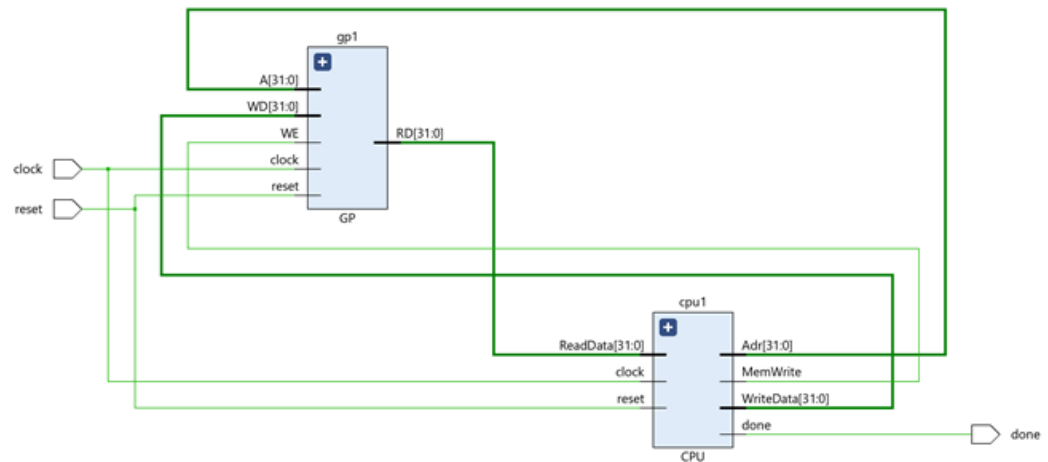 gp1
A[31:0]
WD[31:0]
WE
RD[31:0]
clock
clock
reset
reset
GP
cpu1
ReadData[31:0]
Adr[31:0]
clock
MemWrite
reset
WriteData[31:0]
done
done
CPU